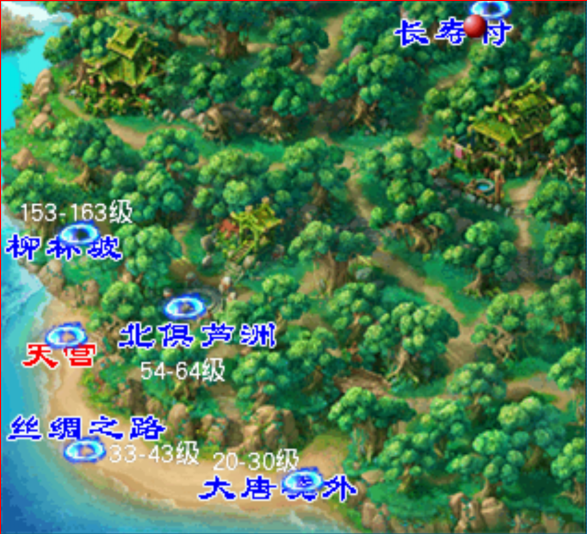 长寿村
153-163级
柳林坡
北俱芦洲
天宫
54-64级
丝绸之路
33-43级
20-30级
大唐境外